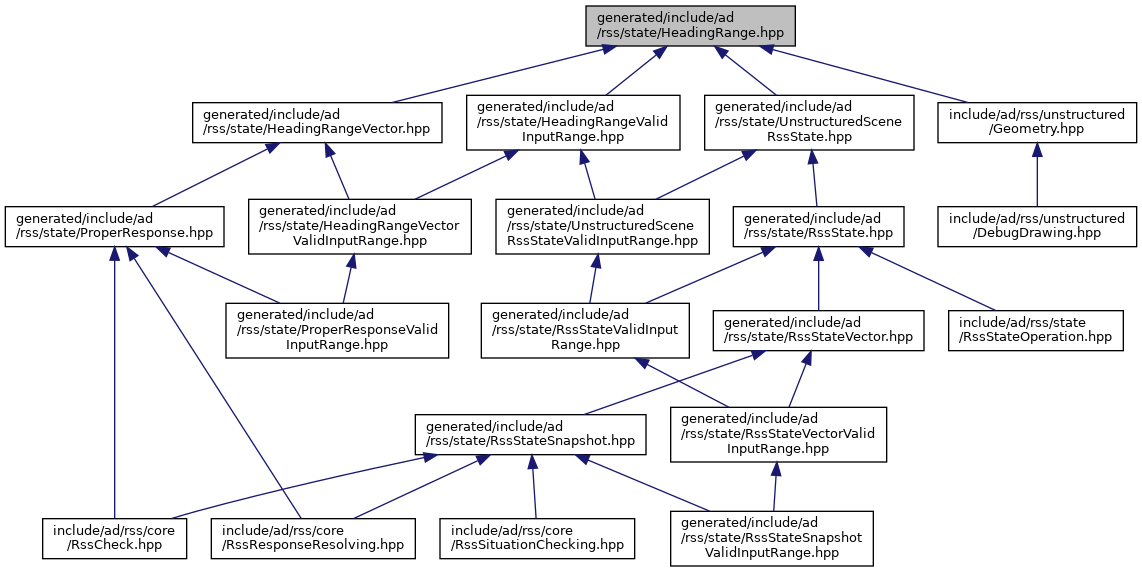 generated/include/ad
/rss/state/HeadingRange.hpp
generated/include/ad
/rss/state/HeadingRangeVector.hpp
generated/include/ad
/rss/state/HeadingRangeValid
InputRange.hpp
generated/include/ad
/rss/state/UnstructuredScene
RssState.hpp
include/ad/rss/unstructured
/Geometry.hpp
generated/include/ad
/rss/state/ProperResponse.hpp
generated/include/ad
/rss/state/HeadingRangeVector
ValidInputRange.hpp
generated/include/ad
/rss/state/UnstructuredScene
RssStateValidInputRange.hpp
generated/include/ad
/rss/state/RssState.hpp
include/ad/rss/unstructured
/DebugDrawing.hpp
generated/include/ad
/rss/state/ProperResponseValid
InputRange.hpp
generated/include/ad
/rss/state/RssStateValidInput
Range.hpp
generated/include/ad
/rss/state/RssStateVector.hpp
include/ad/rss/state
/RssStateOperation.hpp
generated/include/ad
/rss/state/RssStateSnapshot.hpp
generated/include/ad
/rss/state/RssStateVectorValid
InputRange.hpp
include/ad/rss/core
/RssCheck.hpp
include/ad/rss/core
/RssResponseResolving.hpp
include/ad/rss/core
/RssSituationChecking.hpp
generated/include/ad
/rss/state/RssStateSnapshot
ValidInputRange.hpp